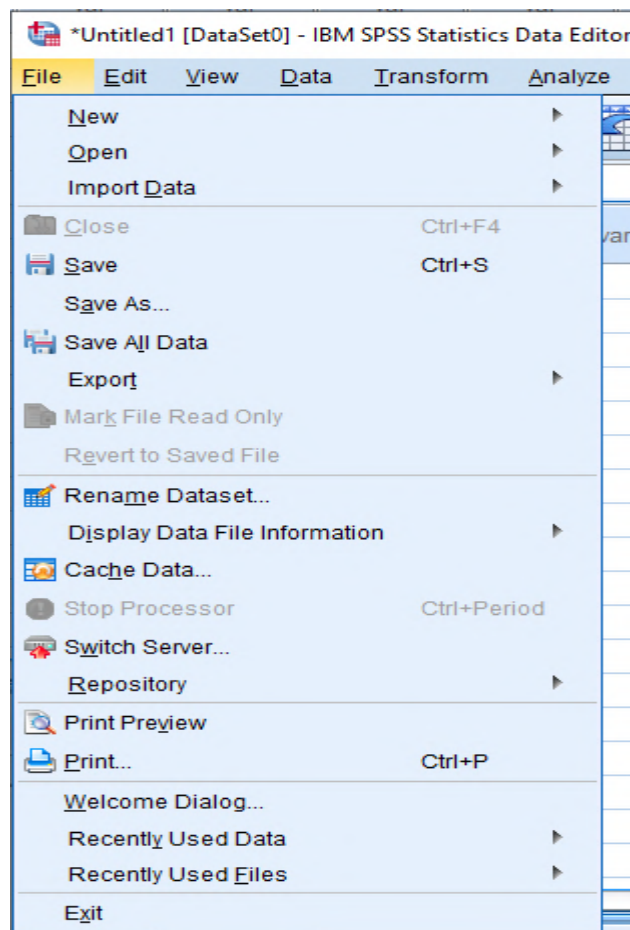 *Untitled1 [DataSet0] - IBM SPSS Statistics Data Editor
File Edit View Data Transform Analyze
New
Open
Import Data
Close Ctrl+F4
Save Ctrl+S
Save As...
Save All Data
Export
Mark File Read Only
Revert to Saved File
Rename Dataset...
Display Data File Information
Cache Data...
Stop Processor Ctrl+Period
Switch Server...
Repository
Print Preview
Print... Ctrl+P
Welcome Dialog...
Recently Used Data
Recently Used Files
Exit